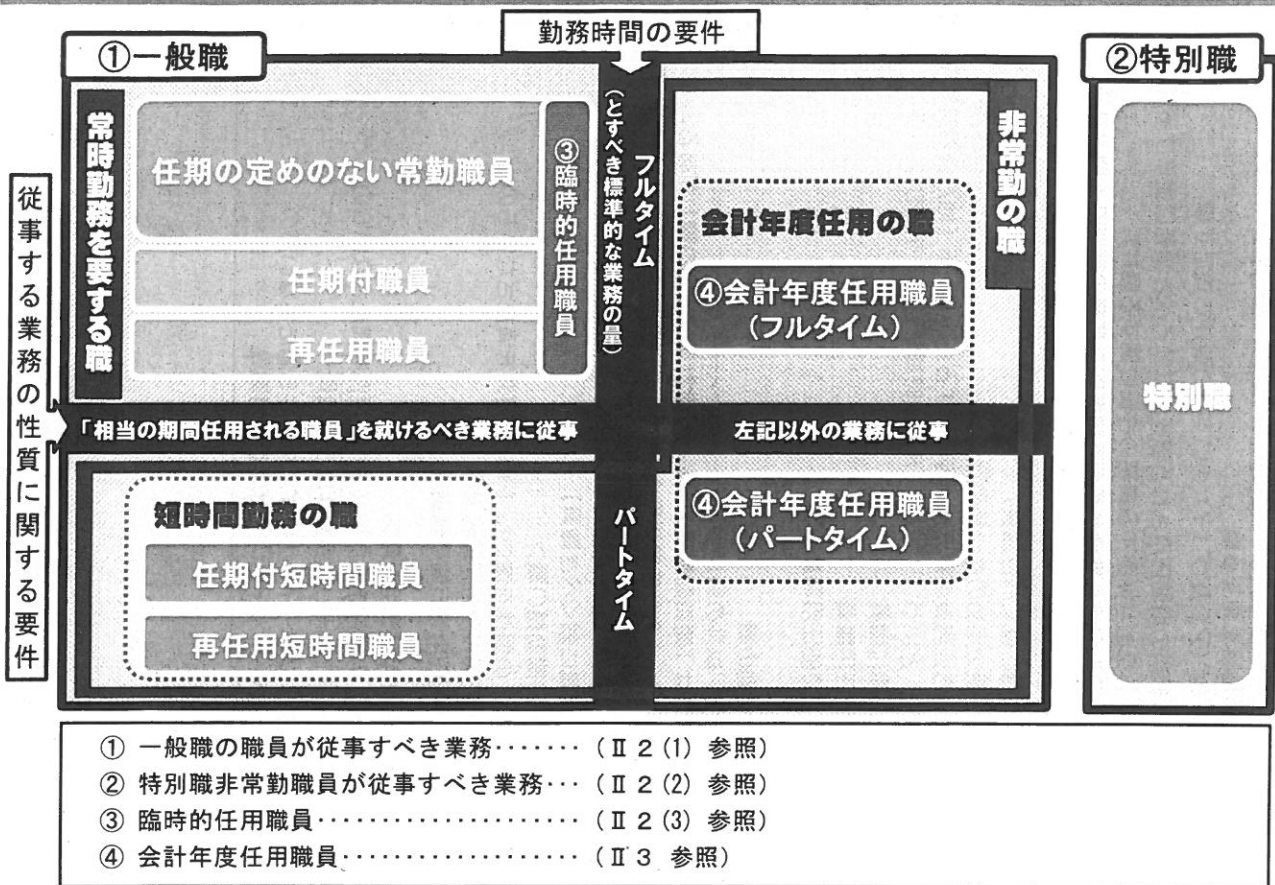 勤務時間の要件
①一般職
②特別職
従事する業務の性質に関する要件
常時勤務を要する職
任期の定めのない常勤職員
任期付職員
再任用職員
③臨時的任用職員
フルタイム
(とすべき標準的な業務の量)
非常勤の職
会計年度任用の職
④会計年度任用職員
(フルタイム)
特別職
「相当の期間任用される職員」を就けるべき業務に従事
左記以外の業務に従事
短時間勤務の職
任期付短時間職員
再任用短時間職員
パートタイム
④会計年度任用職員
(パートタイム)
① 一般職の職員が従事すべき業務‥‥‥‥(Ⅱ2(1) 参照)
② 特別職非常勤職員が従事すべき業務‥‥(Ⅱ2(2) 参照)
③ 臨時的任用職員‥‥‥‥‥‥‥‥‥‥(Ⅱ2(3) 参照)
④ 会計年度任用職員‥‥‥‥‥‥‥‥‥(Ⅱ3 参照)